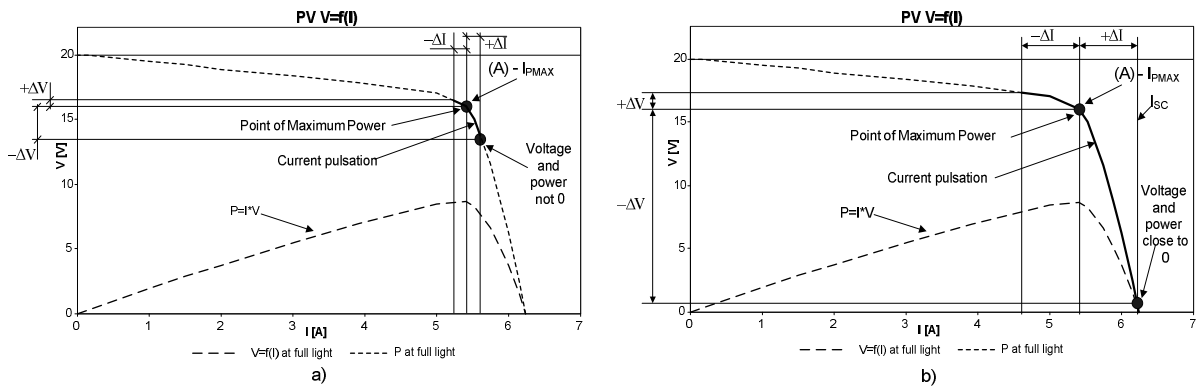 PV V=f(I)
−ΔI
+ΔI
20
(A) - IPMAX
+ΔV
15
Point of Maximum Power
−ΔV
V [V]
Current pulsation
Voltage
and
power
not 0
10
P=I*V
5
0
0 1 2 3 4 5 6 7
I [A]
V=f(I) at full light
P at full light
a)
PV V=f(I)
−ΔI
+ΔI
20
(A) - IPMAX
ISC
+ΔV
15
Point of Maximum Power
V [V]
Current pulsation
10
−ΔV
P=I*V
Voltage
and
power
close to
0
5
0
0 1 2 3 4 5 6 7
I [A]
V=f(I) at full light
P at full light
b)